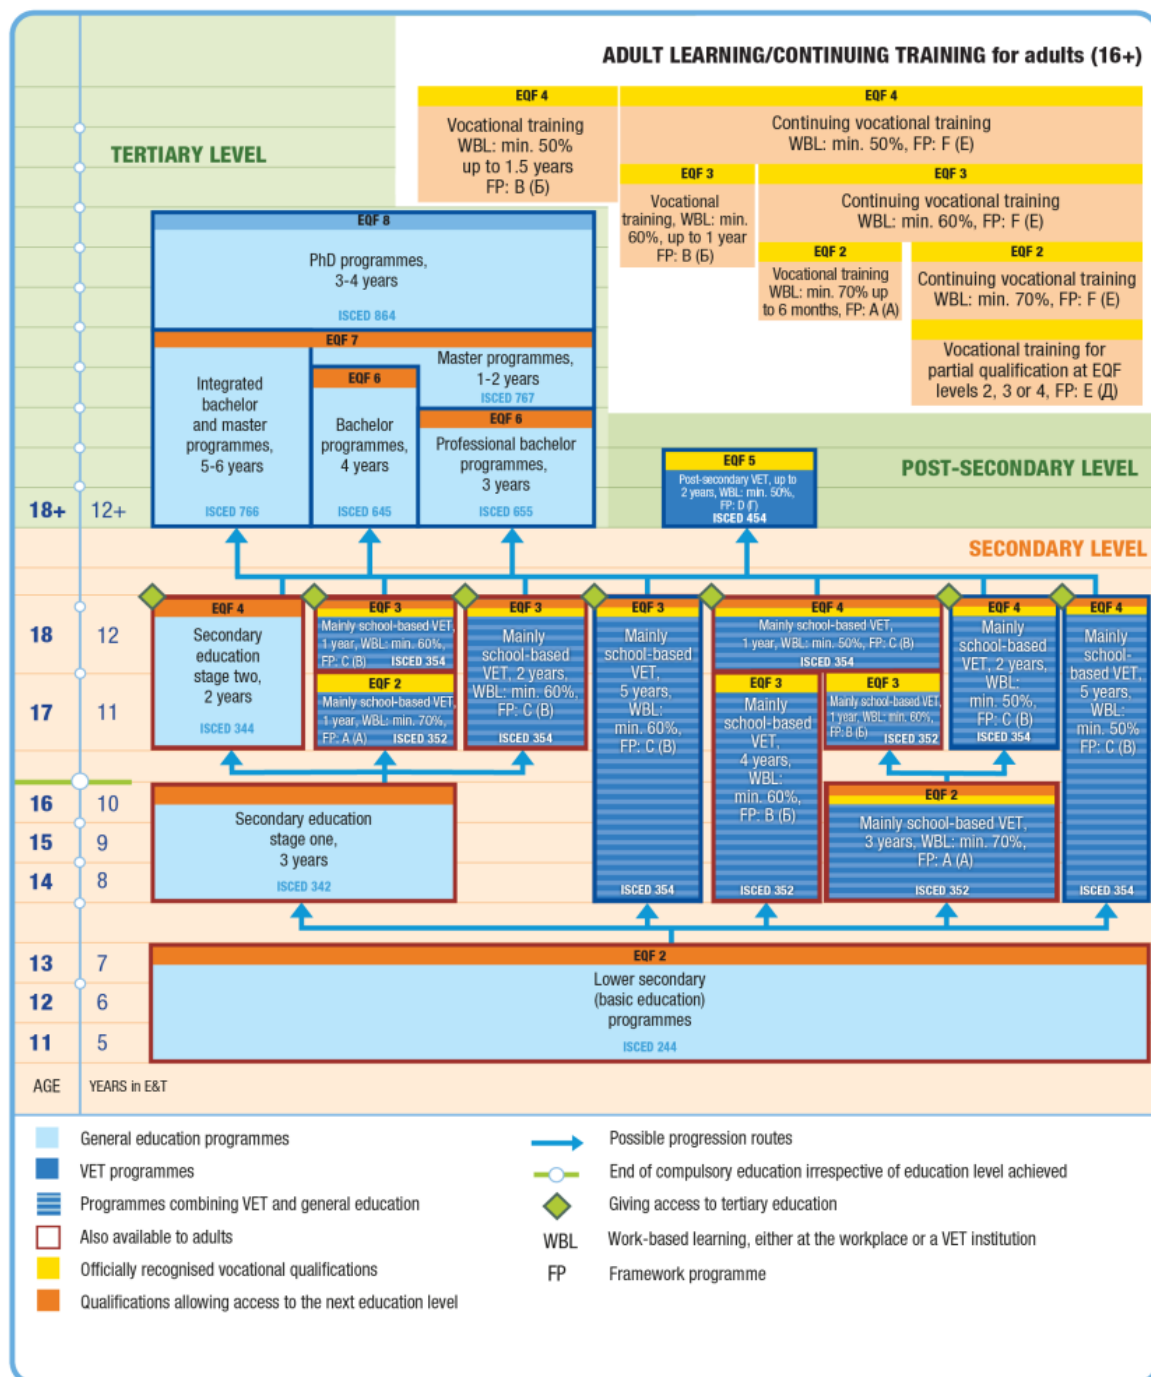 ADULT LEARNING/CONTINUING TRAINING for adults (16+)
EQF 4
Vocational training
WBL: min. 50%
up to 1.5 years
FP: B (Б)
EQF 4
Continuing vocational training
WBL: min. 50%, FP: F (E)
EQF 3
Vocational
training, WBL: min.
60%, up to 1 year
FP: B (Б)
EQF 3
Continuing vocational training
WBL: min. 60%, FP: F (E)
EQF 2
Vocational training
WBL: min. 70% up
to 6 months, FP: A (A)
EQF 2
Continuing vocational training
WBL: min. 70%, FP: F (E)
Vocational training for
partial qualification at EQF
levels 2, 3 or 4, FP: E (Д)
TERTIARY LEVEL
EQF 8
PhD programmes,
3-4 years
ISCED 864
EQF 7
Integrated
bachelor
and master
programmes,
5-6 years
ISCED 766
EQF 6
Bachelor
programmes,
4 years
ISCED 645
Master programmes,
1-2 years
ISCED 767
EQF 6
Professional bachelor
programmes,
3 years
ISCED 655
POST-SECONDARY LEVEL
EQF 5
Post-secondary VET, up to
2 years, WBL: min. 50%,
FP: D (Г)
ISCED 454
18+ 12+
SECONDARY LEVEL
EQF 4
Secondary
education
stage two,
2 years
ISCED 344
EQF 3
Mainly school-based VET,
1 year, WBL: min. 60%,
FP: C (B) ISCED 354
EQF 2
Mainly school-based VET,
1 year, WBL: min. 70%,
FP: A (A) ISCED 352
EQF 3
Mainly
school-based
VET, 2 years,
WBL: min. 60%,
FP: C (B)
ISCED 354
EQF 3
Mainly
school-based
VET,
5 years,
WBL:
min. 60%,
FP: C (B)
ISCED 354
EQF 4
Mainly school-based VET,
1 year, WBL: min. 50%, FP: C (B)
ISCED 354
EQF 3
Mainly
school-based
VET,
4 years,
WBL:
min. 60%,
FP: B (Б)
ISCED 352
EQF 3
Mainly school-based VET,
1 year, WBL: min. 60%,
FP: B (Б) ISCED 352
EQF 4
Mainly
school-based
VET, 2 years,
WBL:
min. 50%,
FP: C (B)
ISCED 354
EQF 4
Mainly
school-
based VET,
5 years,
WBL:
min. 50%
FP: C (B)
ISCED 354
18 12
17 11
16 10
15 9
14 8
Secondary education
stage one,
3 years
ISCED 342
EQF 2
Mainly school-based VET,
3 years, WBL: min. 70%,
FP: A (A)
ISCED 352
13 7
12 6
11 5
EQF 2
Lower secondary
(basic education)
programmes
ISCED 244
AGE YEARS in E&T
General education programmes
VET programmes
Programmes combining VET and general education
Also available to adults
Officially recognised vocational qualifications
Qualifications allowing access to the next education level
Possible progression routes
End of compulsory education irrespective of education level achieved
Giving access to tertiary education
WBL Work-based learning, either at the workplace or a VET institution
FP Framework programme